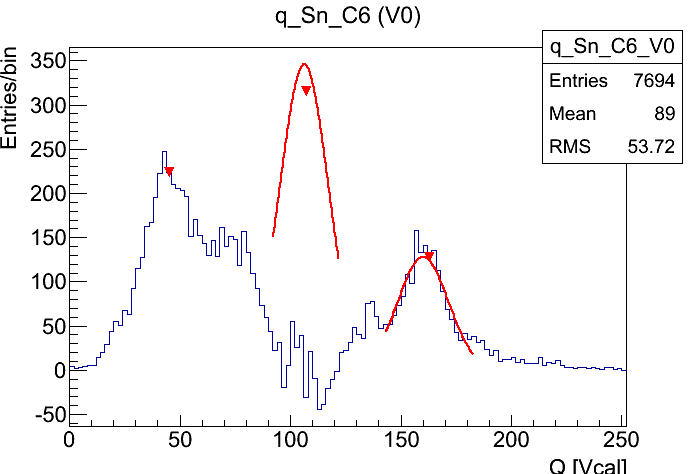 q_Sn_C6 (V0)
q_Sn_C6_V0
Entries 7694
Mean 89
RMS 53.72
Entries/bin
350
300
250
200
150
100
50
0
-50
0 50 100 150 200 250
Q [Vcal]